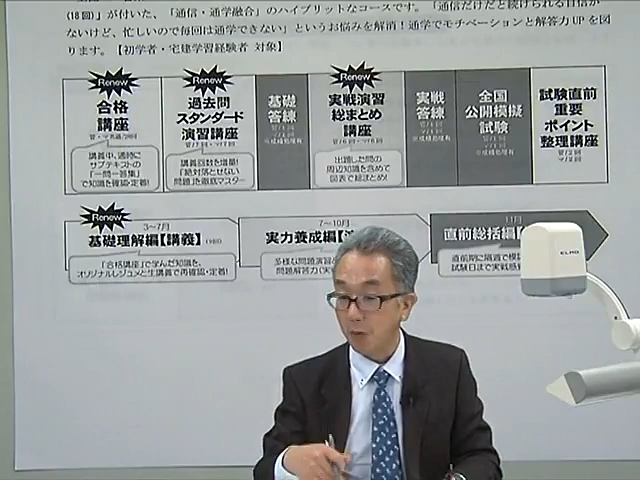 (18回)」が付いた、「通信・通学融合」のハイブリッドなコースです。「通信だけだと続けられる自信が
ないけど、忙しいので毎回は通学できない」というお悩みを解消!通学でモチベーションと解答力UPを図
ります。【初学者・宅建学習経験者 対象】
Renew
合格
講座
講義中、適時に
サブテキストの
「一問一答集」
で知識を確認・定着!
Renew
過去問
スタンダード
演習講座
講義回数を増量!
「絶対落とせない
問題」を徹底マスター
基礎
答練
Renew
実戦演習
総まとめ
講座
出題した問の
周辺知識を含めて
図表で総まとめ!
実戦
答練
全国
公開模擬
試験
試験直前
重要
ポイント
整理講座
Renew
3~7月
基礎理解編【講義】
「合格講座」で学んだ知識を、
オリジナルレジュメと生講義で再確認・定着!
7~10月
実力養成編【
多様な問題演習
問題解答力
11月
直前総括編【
直前期に隔週で模
試験日まで実戦感
ELMO